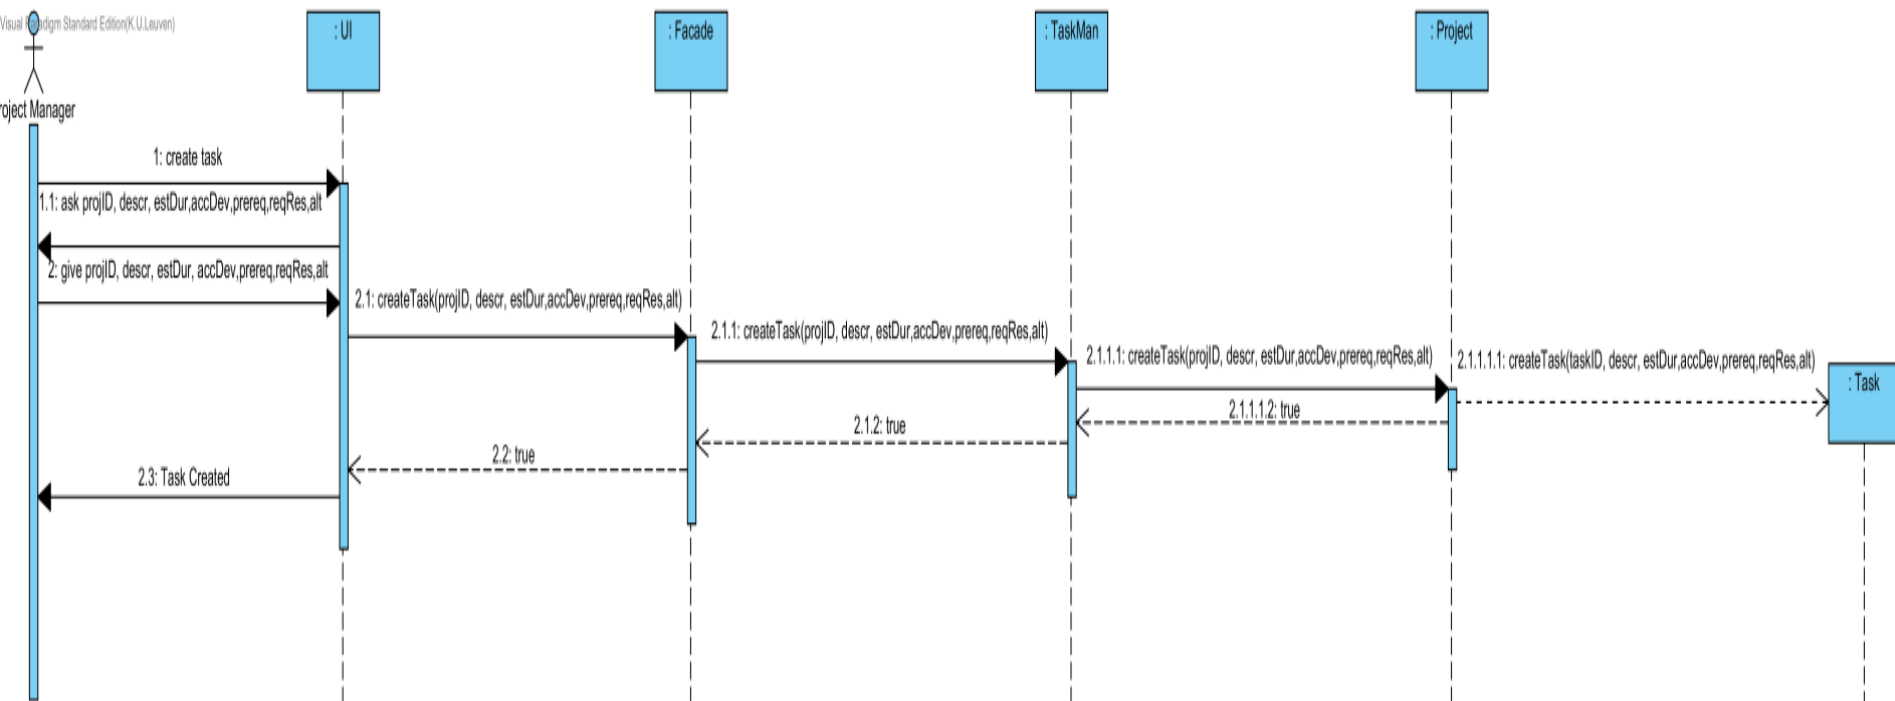 Visual Paradigm Standard Edition(K.U.Leuven)
: UI
: Facade
: TaskMan
: Project
roject Manager
1: create task
1.1: ask projID, descr, estDur,accDev,prereq,reqRes,alt
2: give projID, descr, estDur, accDev,prereq,reqRes,alt
2.1: createTask(projID, descr, estDur,accDev,prereq,reqRes,alt)
2.1.1: createTask(projID, descr, estDur,accDev,prereq,reqRes,alt)
2.1.1.1: createTask(projID, descr, estDur,accDev,prereq,reqRes,alt)
2.1.1.1.1: createTask(taskID, descr, estDur,accDev,prereq,reqRes,alt)
: Task
2.1.1.1.2: true
2.1.2: true
2.2: true
2.3: Task Created